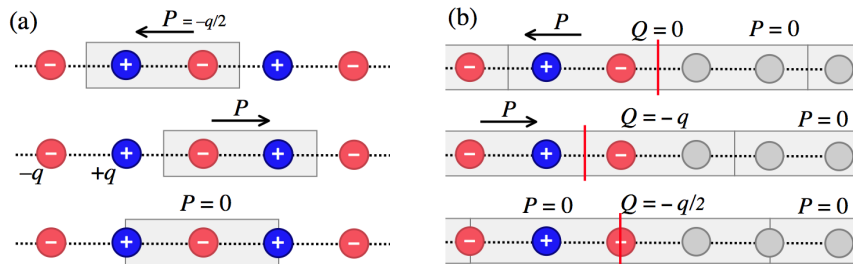 (a)
P = −q/2
− + − + −
P
− + − + −
−q +q
P = 0
− + − + −
(b)
P Q = 0 P = 0
− + −
P Q = −q P = 0
− + −
P = 0 Q = −q/2 P = 0
− + −